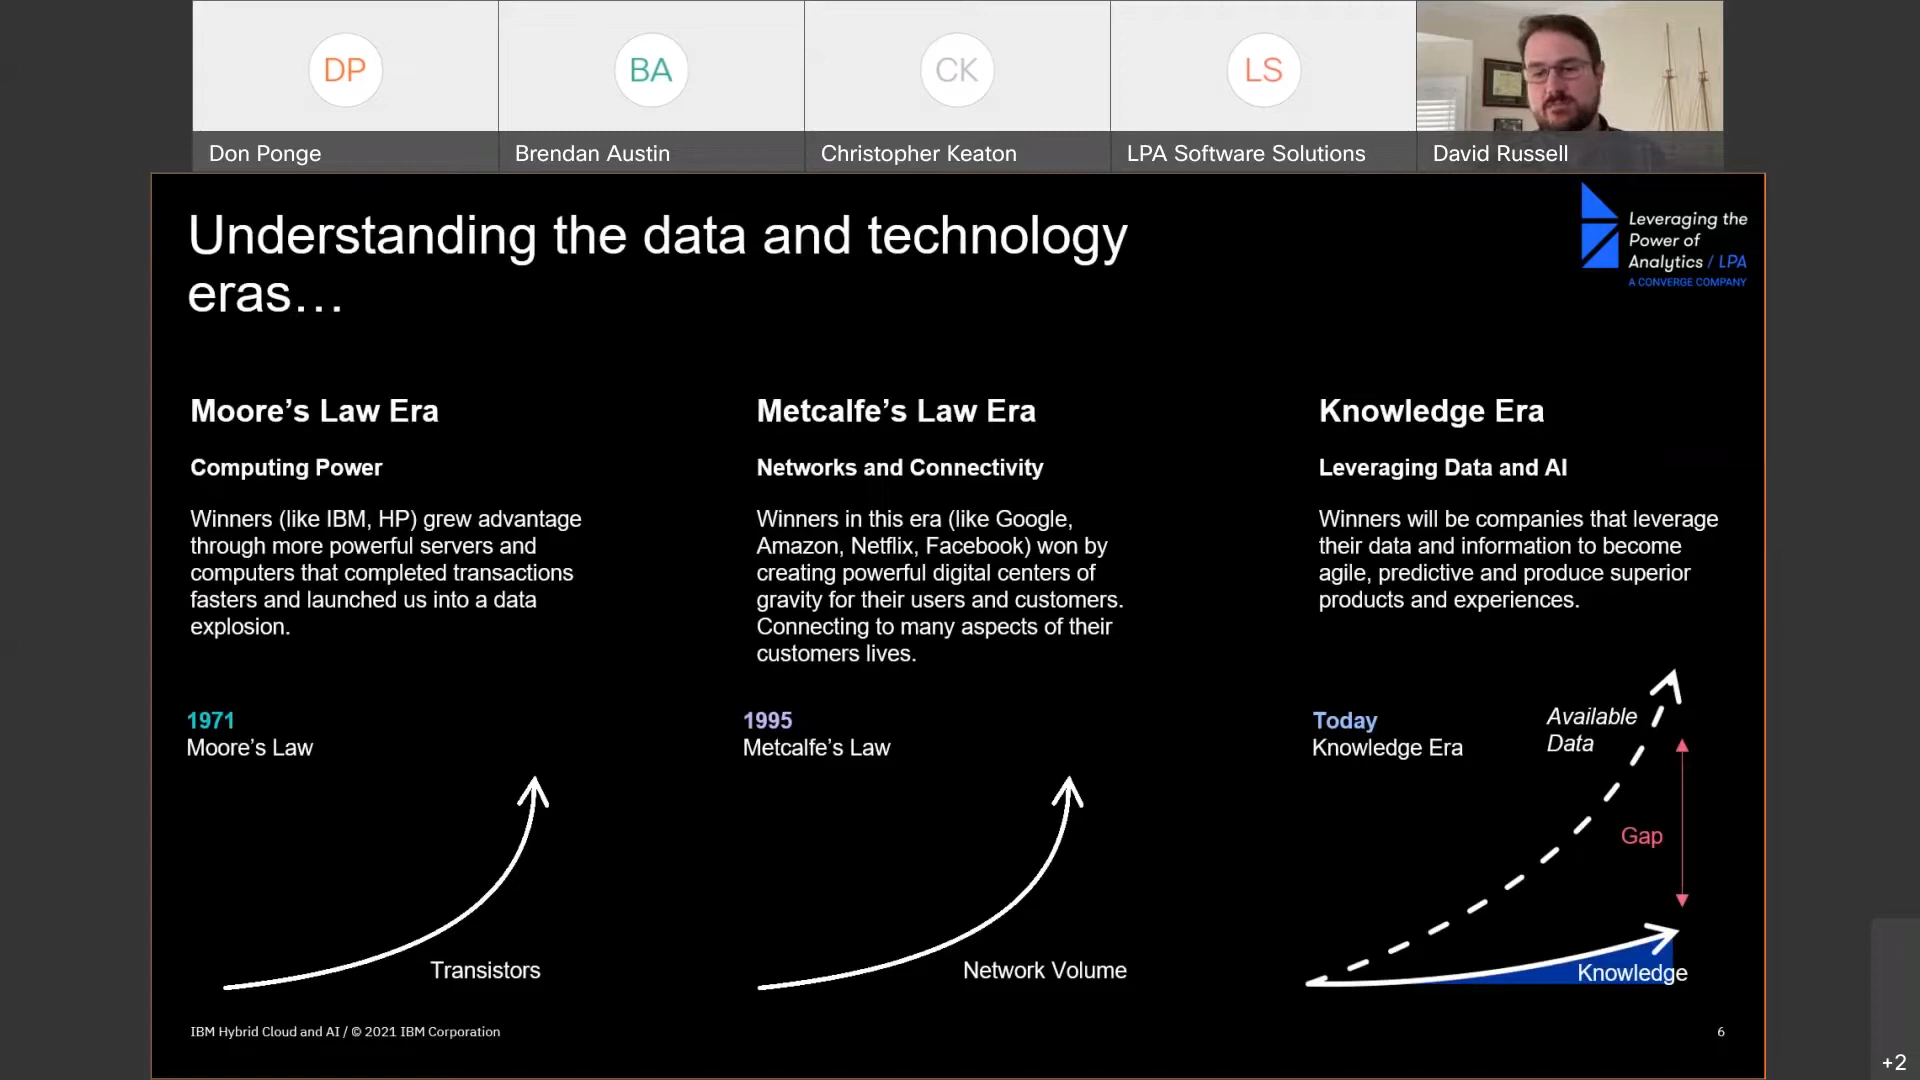 DP
BA
CK
LS
Don Ponge
Brendan Austin
Christopher Keaton
LPA Software Solutions
David Russell
Understanding the data and technology
eras…
Leveraging the
Power of
Analytics / LPA
A CONVERGE COMPANY
Moore’s Law Era
Computing Power
Winners (like IBM, HP) grew advantage
through more powerful servers and
computers that completed transactions
fasters and launched us into a data
explosion.
1971
Moore’s Law
Transistors
Metcalfe’s Law Era
Networks and Connectivity
Winners in this era (like Google,
Amazon, Netflix, Facebook) won by
creating powerful digital centers of
gravity for their users and customers.
Connecting to many aspects of their
customers lives.
1995
Metcalfe’s Law
Network Volume
Knowledge Era
Leveraging Data and AI
Winners will be companies that leverage
their data and information to become
agile, predictive and produce superior
products and experiences.
Today
Knowledge Era
Available
Data
Gap
Knowledge
IBM Hybrid Cloud and AI / © 2021 IBM Corporation
6
+2